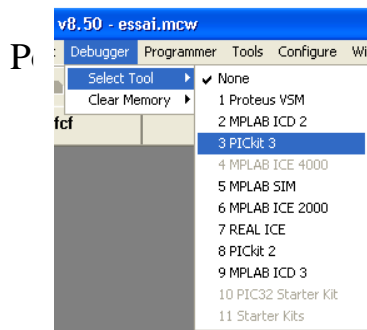 v8.50 - essai.mcw
Debugger Programmer Tools Configure
Select Tool
Clear Memory
None
1 Proteus VSM
2 MPLAB ICD 2
3 PICkit 3
4 MPLAB ICE 4000
5 MPLAB SIM
6 MPLAB ICE 2000
7 REAL ICE
8 PICkit 2
9 MPLAB ICD 3
10 PIC32 Starter Kit
11 Starter Kits